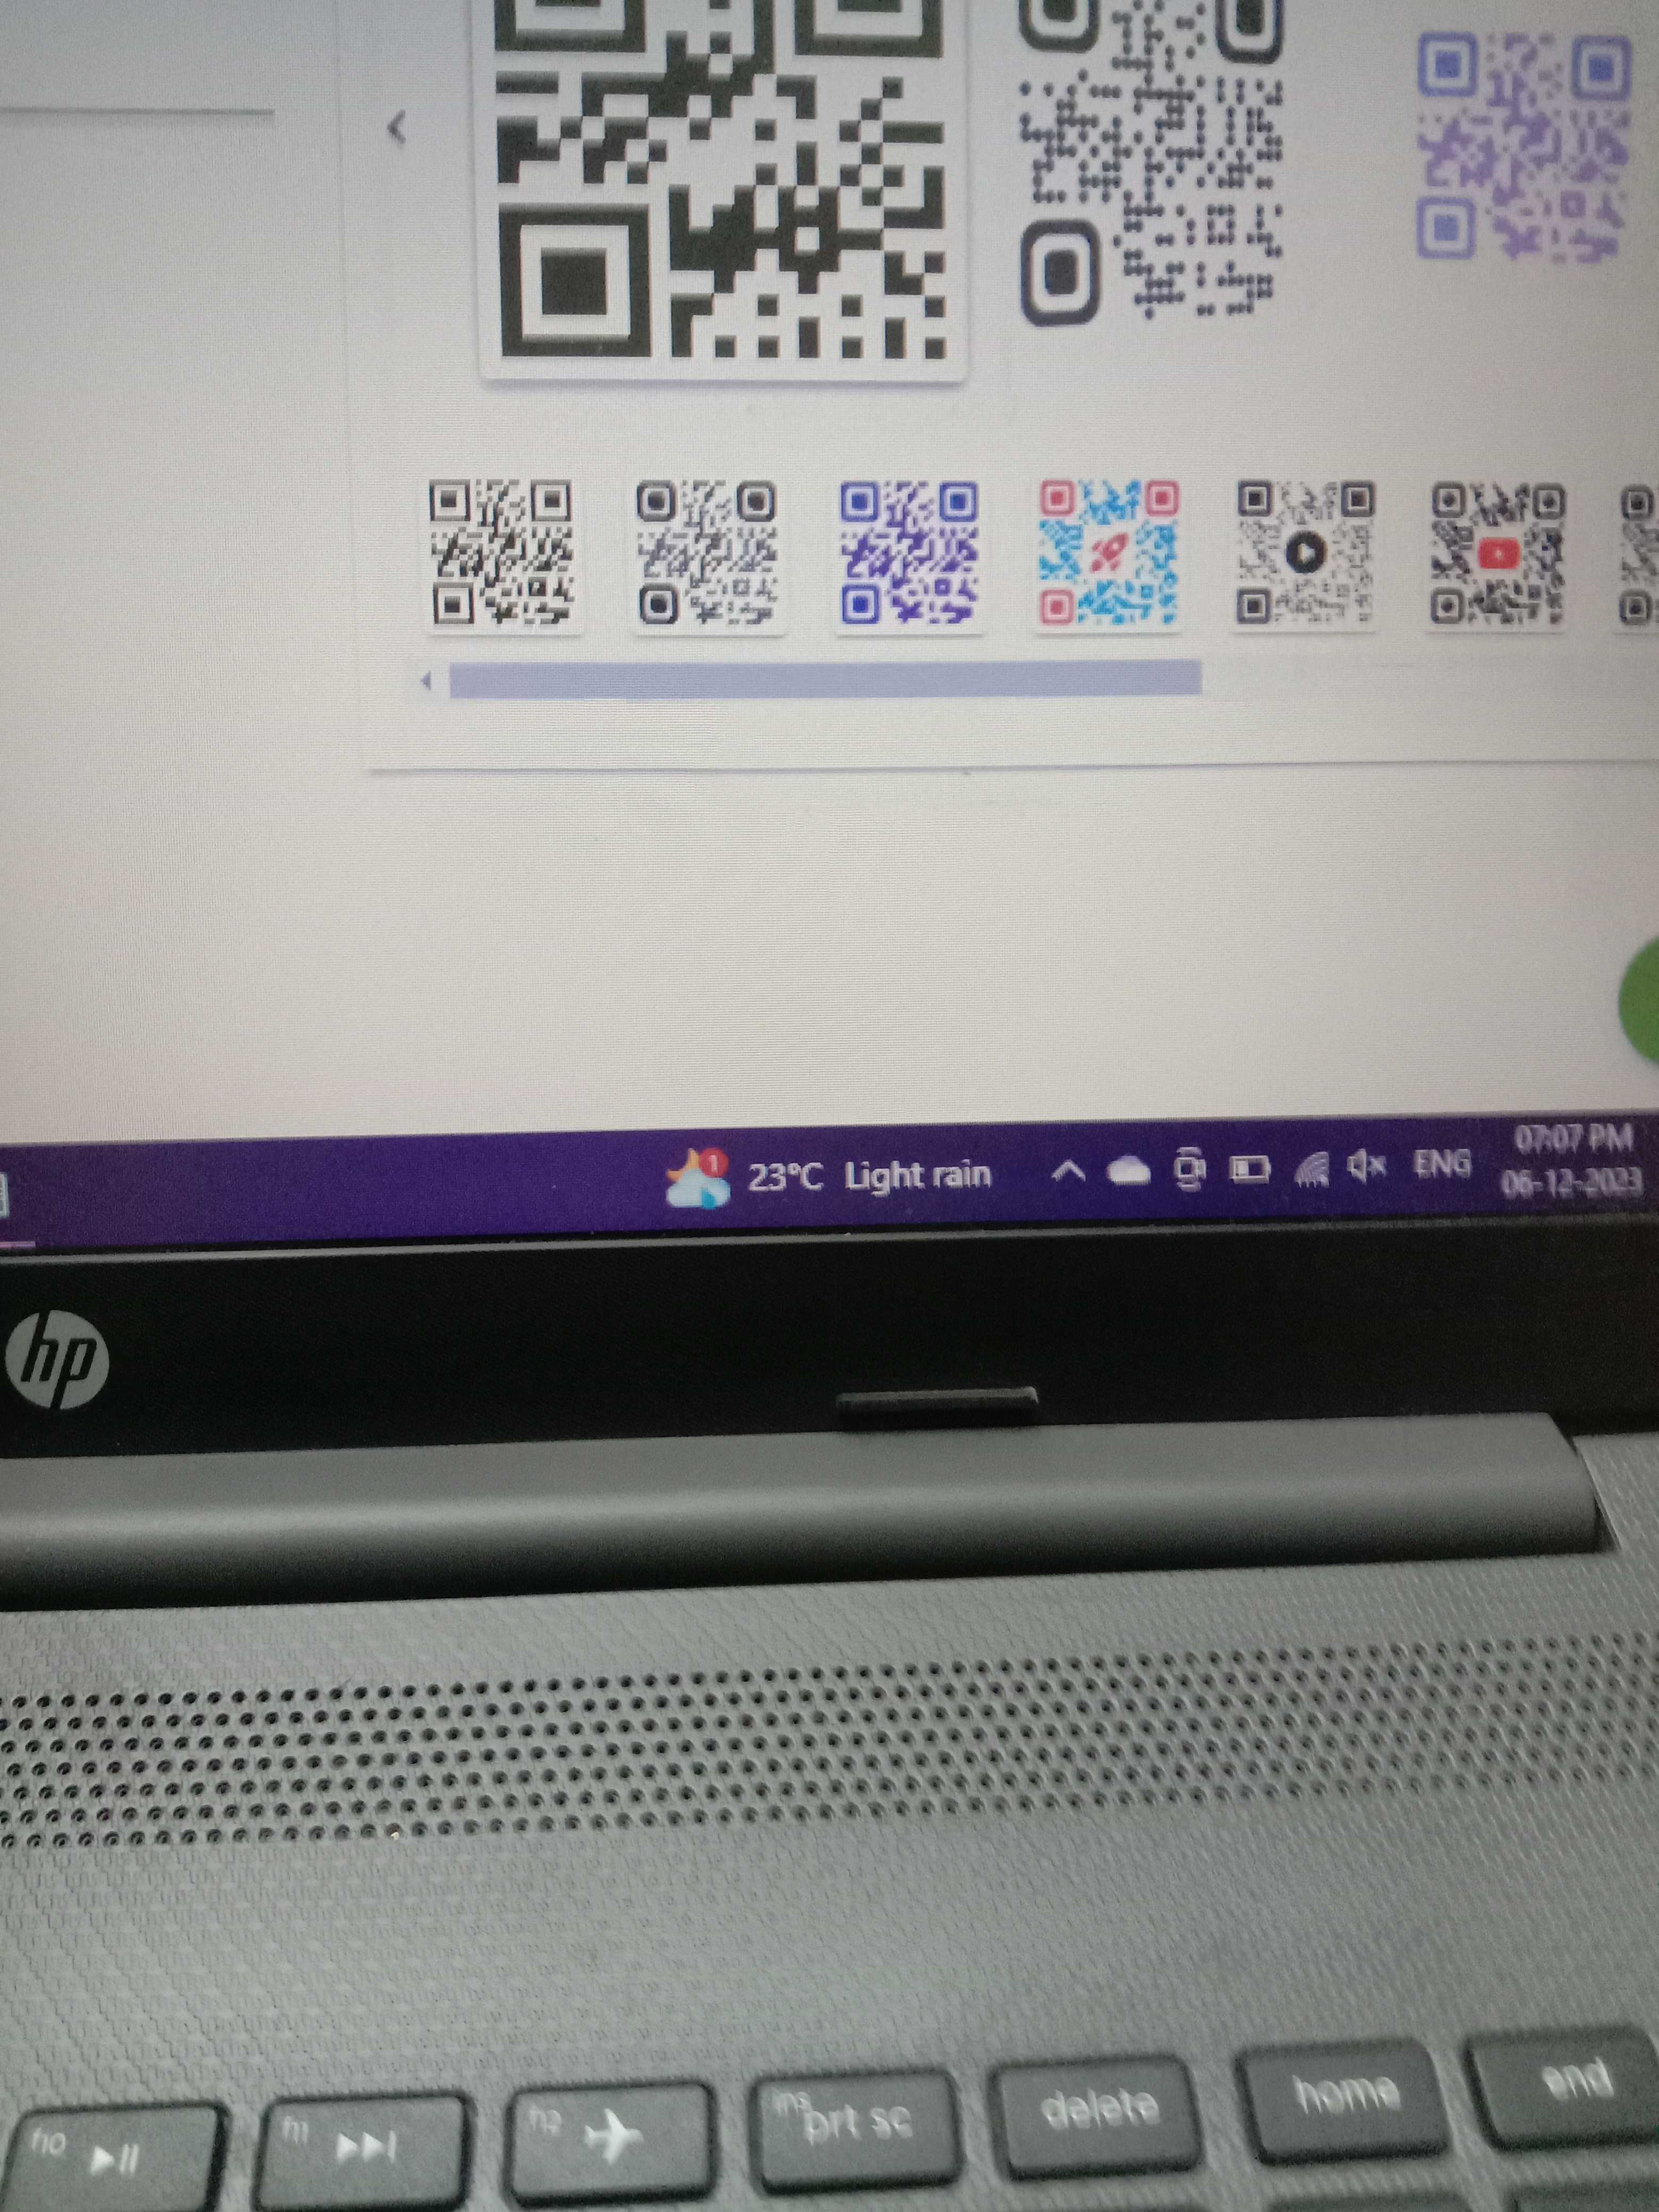 23°C Light rain
ENG
07:07 PM
06-12-2023
hp
f10
f11
f12
ins
prt sc
delete
home
end